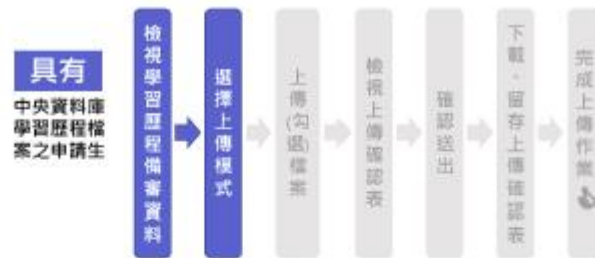 具有
中央資料庫
學習歷程檔
案之申請生
檢視學習歷程備審資料
選擇上傳模式
上傳(勾選)檔案
檢視上傳確認表
確認送出
下載、留存上傳確認表
完成上傳作業